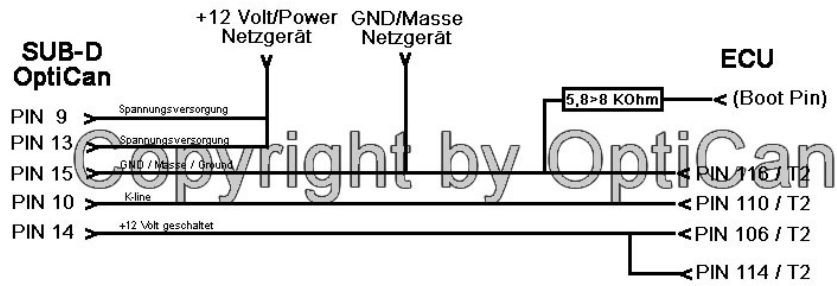 +12 Volt/Power
Netzgerät
GND/Masse
Netzgerät
SUB-D
OptiCan
ECU
5,8>8 KOhm
(Boot Pin)
PIN 9
Spannungsversorgung
PIN 13
Spannungsversorgung
PIN 15
GND / Masse / Ground
PIN 116 / T2
PIN 10
K-line
PIN 110 / T2
PIN 14
+12 Volt geschaltet
PIN 106 / T2
PIN 114 / T2
Copyright by OptiCan